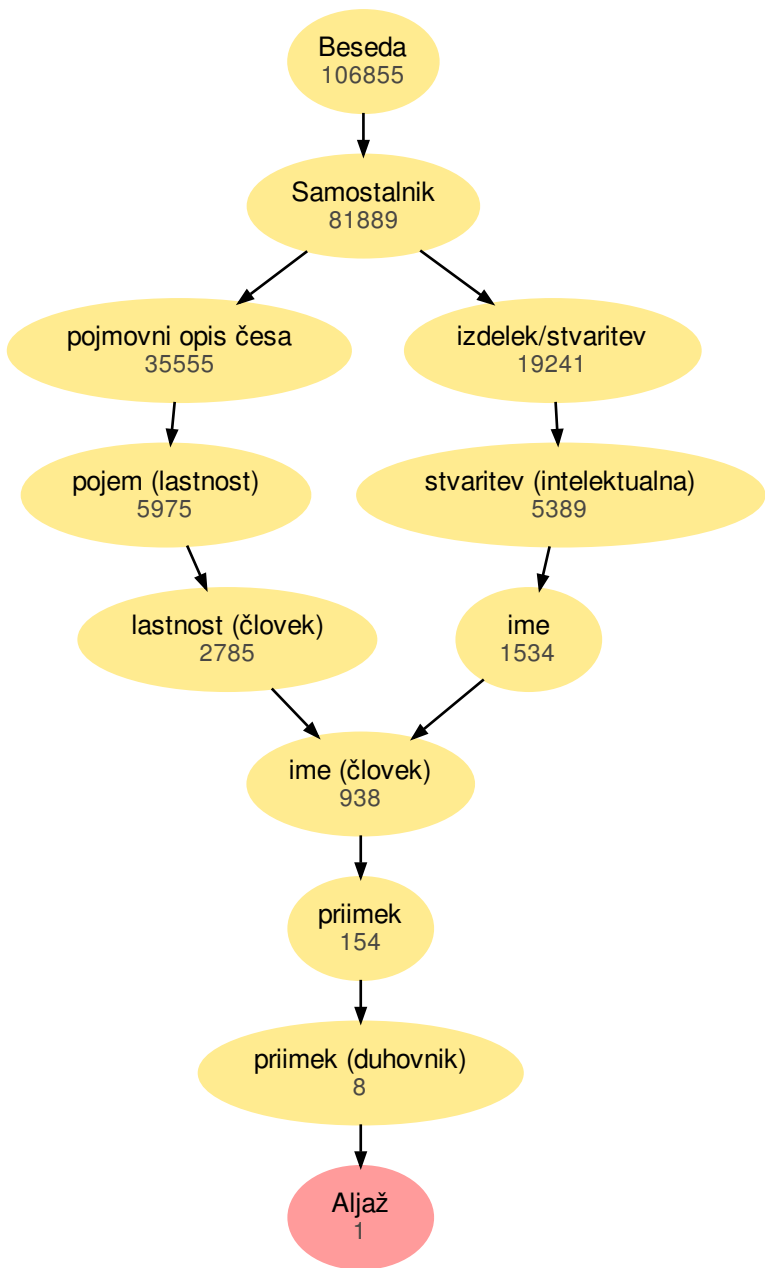 Beseda
106855
Samostalnik
81889
pojmovni opis česa
35555
izdelek/stvaritev
19241
pojem (lastnost)
5975
stvaritev (intelektualna)
5389
lastnost (človek)
2785
ime
1534
ime (človek)
938
priimek
154
priimek (duhovnik)
8
Aljaž
1